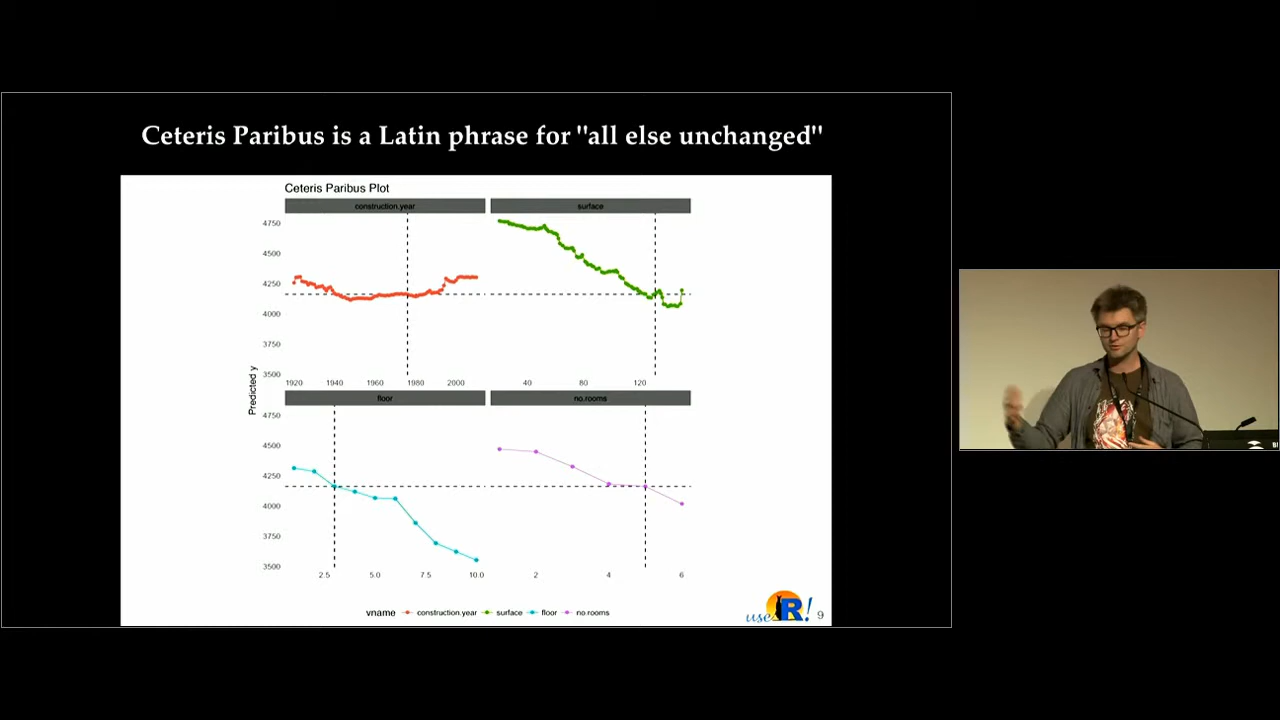 Ceteris Paribus is a Latin phrase for "all else unchanged"
Ceteris Paribus Plot
construction.year
surface
4750
4500
4250
4000
3750
3500
1920 1940 1960 1980 2000
40 80 120
Predicted y
floor
no.rooms
4750
4500
4250
4000
3750
3500
2.5 5.0 7.5 10.0
2 4 6
vname construction.year surface floor no.rooms
useR! 9